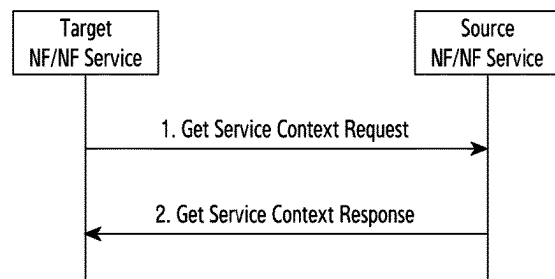 Target
NF/NF Service
Source
NF/NF Service
1. Get Service Context Request
2. Get Service Context Response